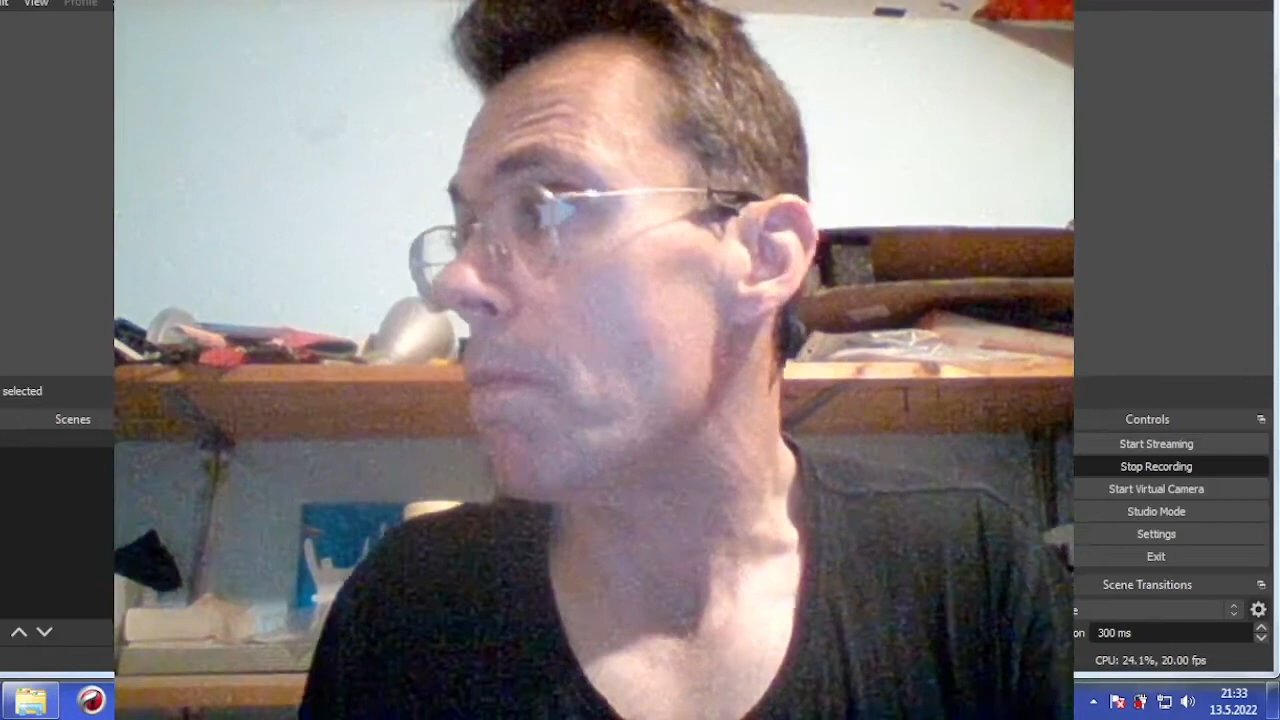 View
Profile
selected
Scenes
Controls
Start Streaming
Stop Recording
Start Virtual Camera
Studio Mode
Settings
Exit
Scene Transitions
300 ms
CPU: 24.1%, 20.00 fps
21:33
13.5.2022